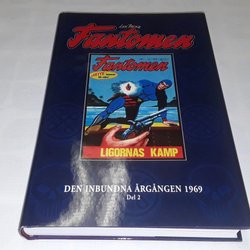 Lee Falk
Fantomen
Fantomen
LIGORNAS KAMP
DEN INBUNDNA ÅRGÅNGEN 1969
Del 2